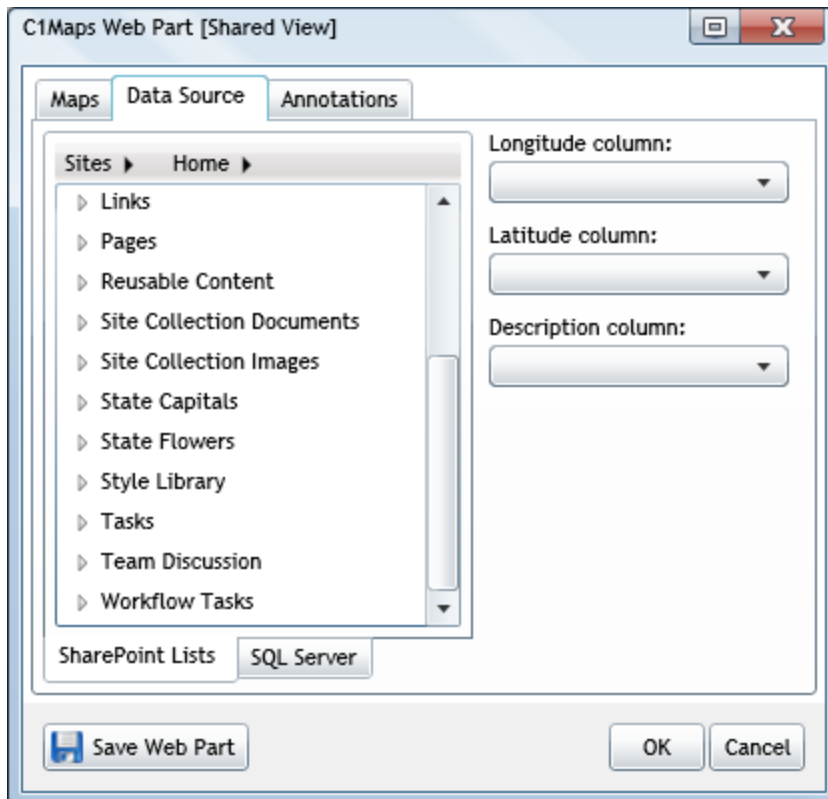 C1Maps Web Part [Shared View]
Maps Data Source Annotations
Sites Home
Links
Pages
Reusable Content
Site Collection Documents
Site Collection Images
State Capitals
State Flowers
Style Library
Tasks
Team Discussion
Workflow Tasks
SharePoint Lists SQL Server
Longitude column:
Latitude column:
Description column:
Save Web Part OK Cancel